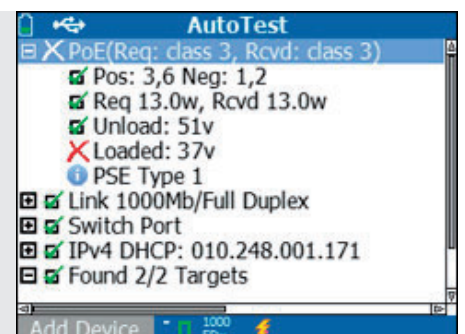 AutoTest
PoE(Req: class 3, Rcvd: class 3)
Pos: 3,6 Neg: 1,2
Req 13.0w, Rcvd 13.0w
Unload: 51v
Loaded: 37v
PSE Type 1
Link 1000Mb/Full Duplex
Switch Port
IPv4 DHCP: 010.248.001.171
Found 2/2 Targets
Add Device
1000